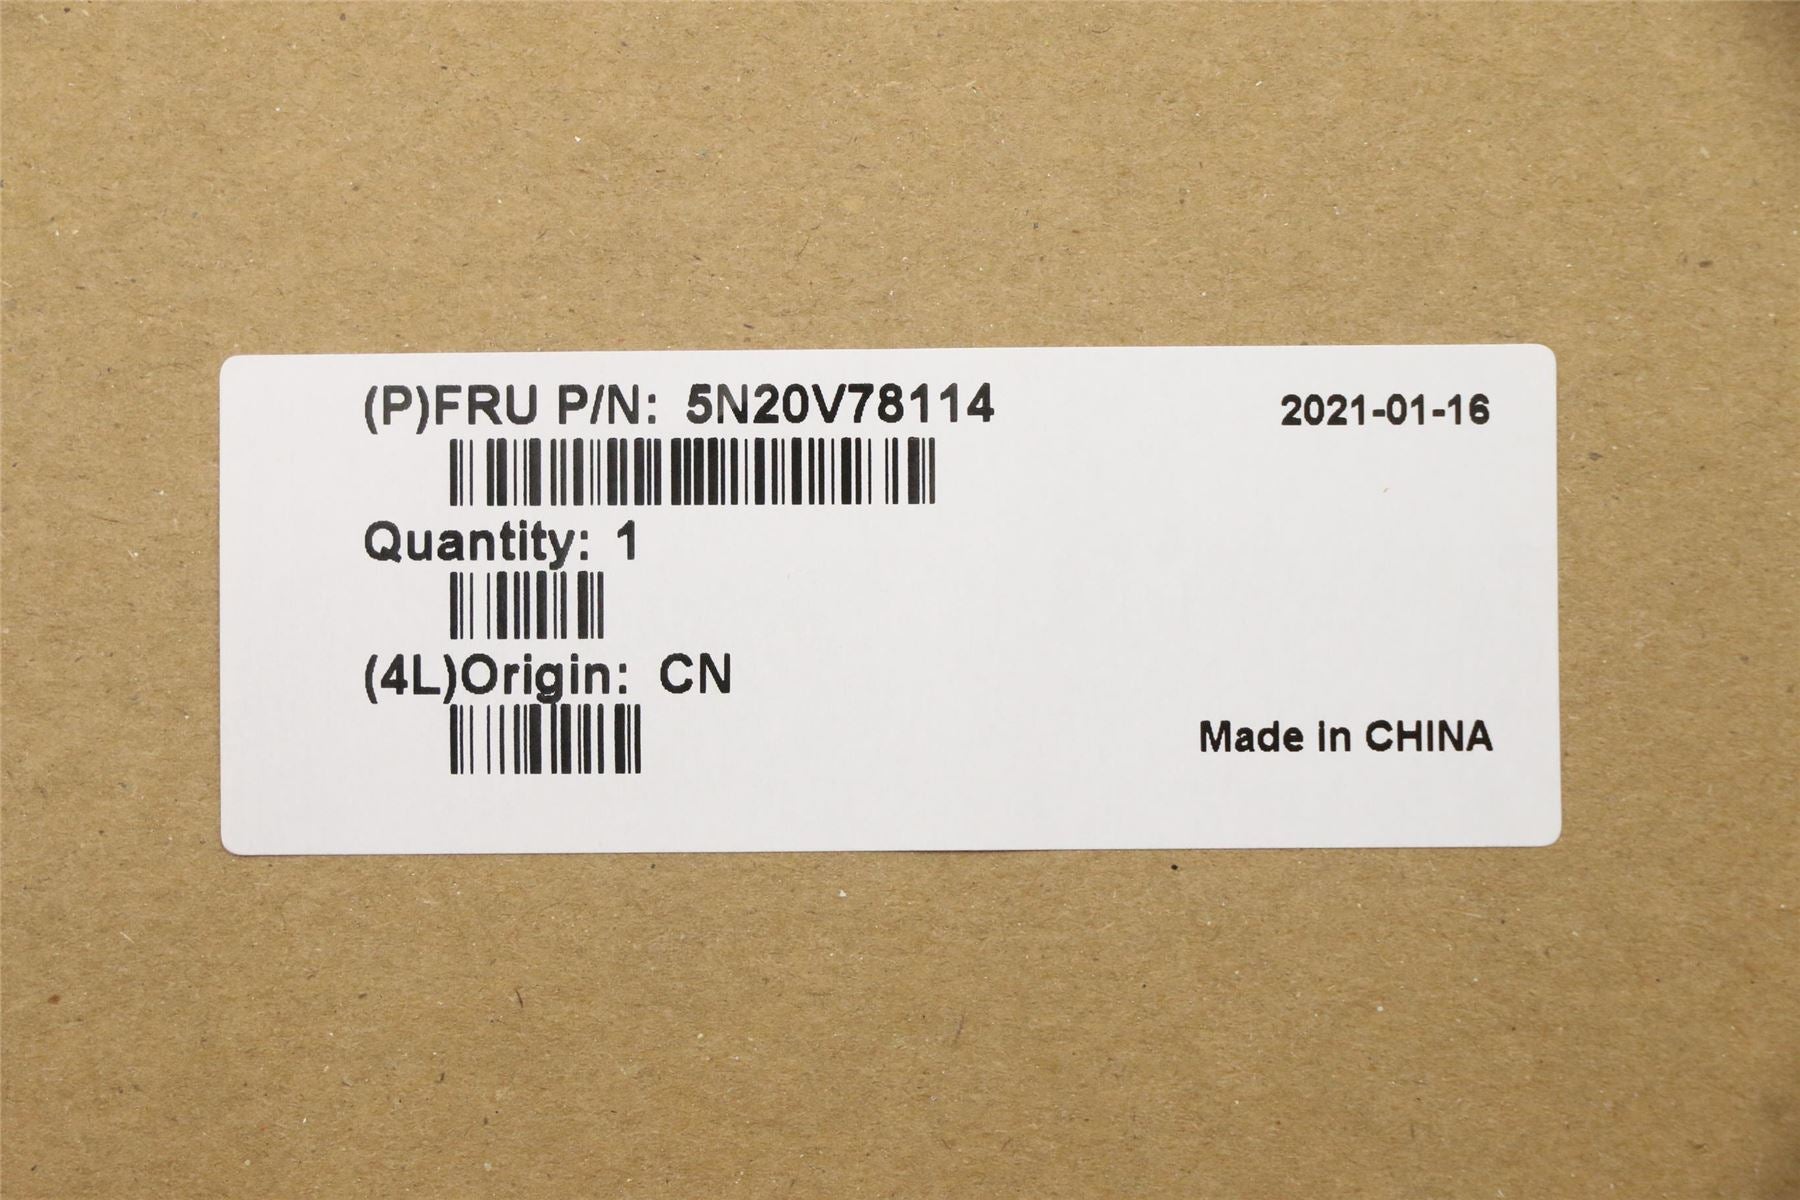 (P)FRU P/N: 5N20V78114
2021-01-16
Quantity: 1
(4L)Origin: CN
Made in CHINA